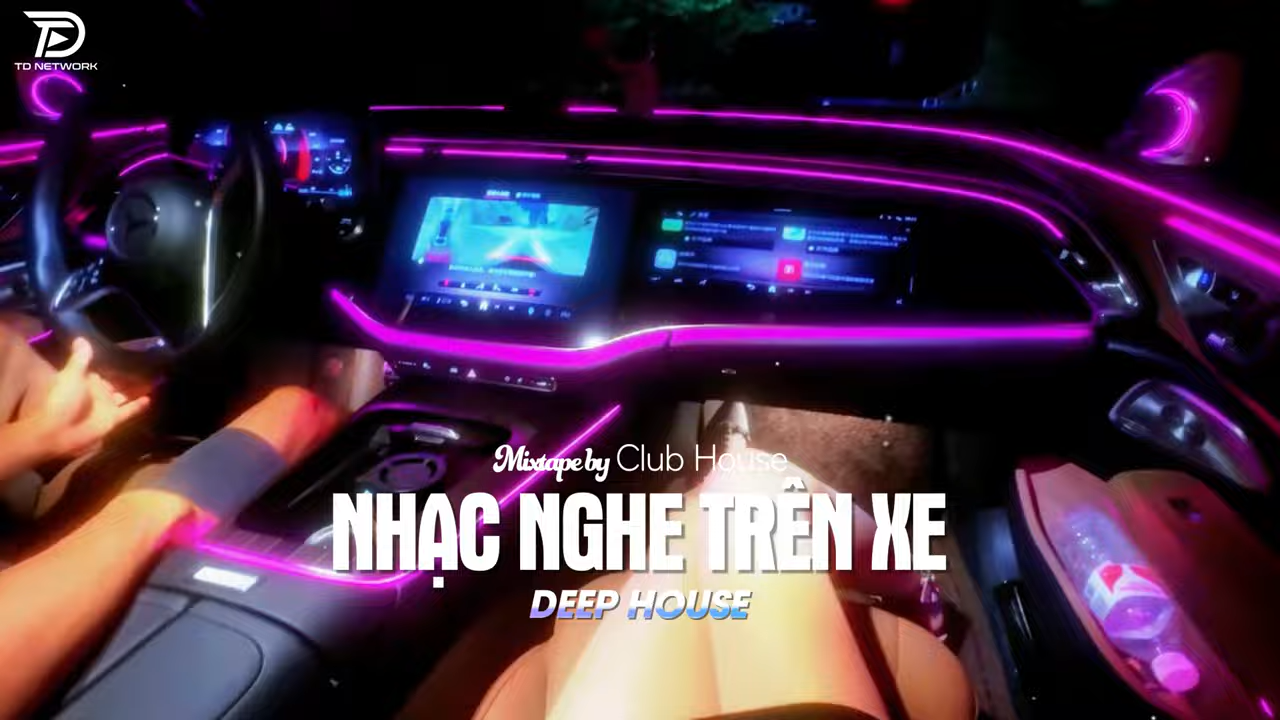 TD NETWORK
Mixtape by Club House
NHẠC NGHE TRÊN XE
DEEP HOUSE